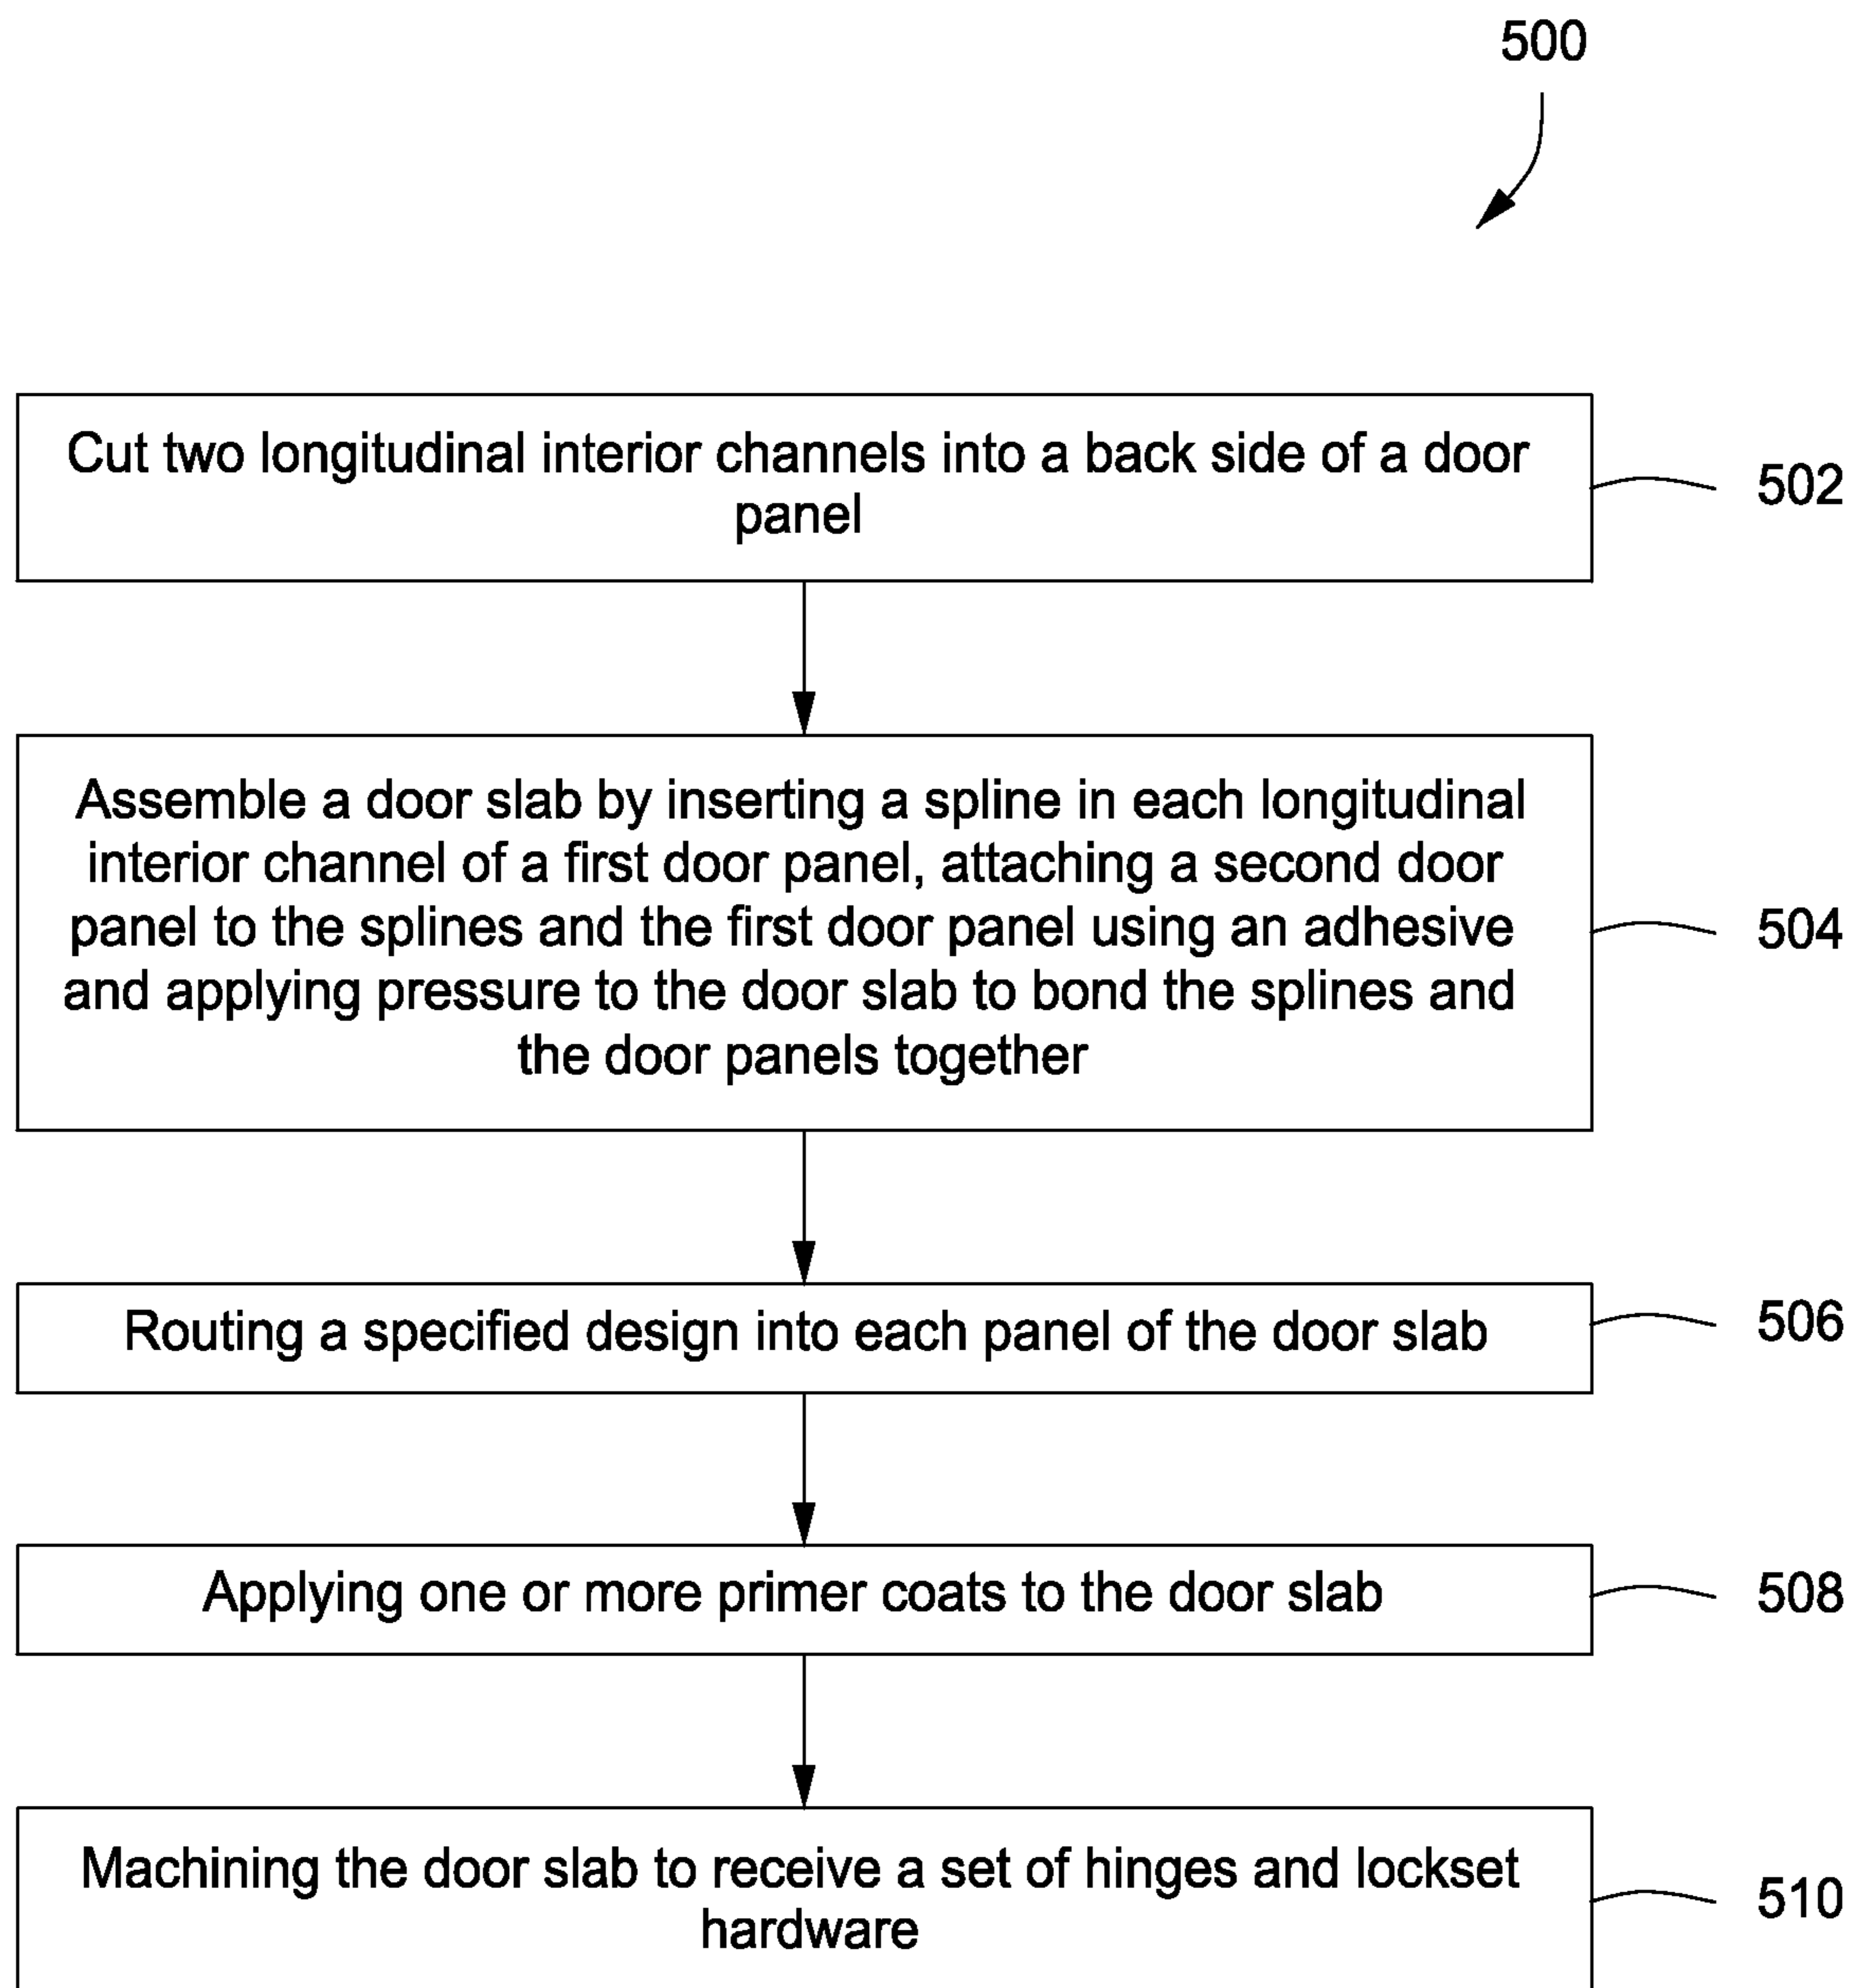 500
Cut two longitudinal interior channels into a back side of a door
panel
502
Assemble a door slab by inserting a spline in each longitudinal
interior channel of a first door panel, attaching a second door
panel to the splines and the first door panel using an adhesive
and applying pressure to the door slab to bond the splines and
the door panels together
504
Routing a specified design into each panel of the door slab
506
Applying one or more primer coats to the door slab
508
Machining the door slab to receive a set of hinges and lockset
hardware
510